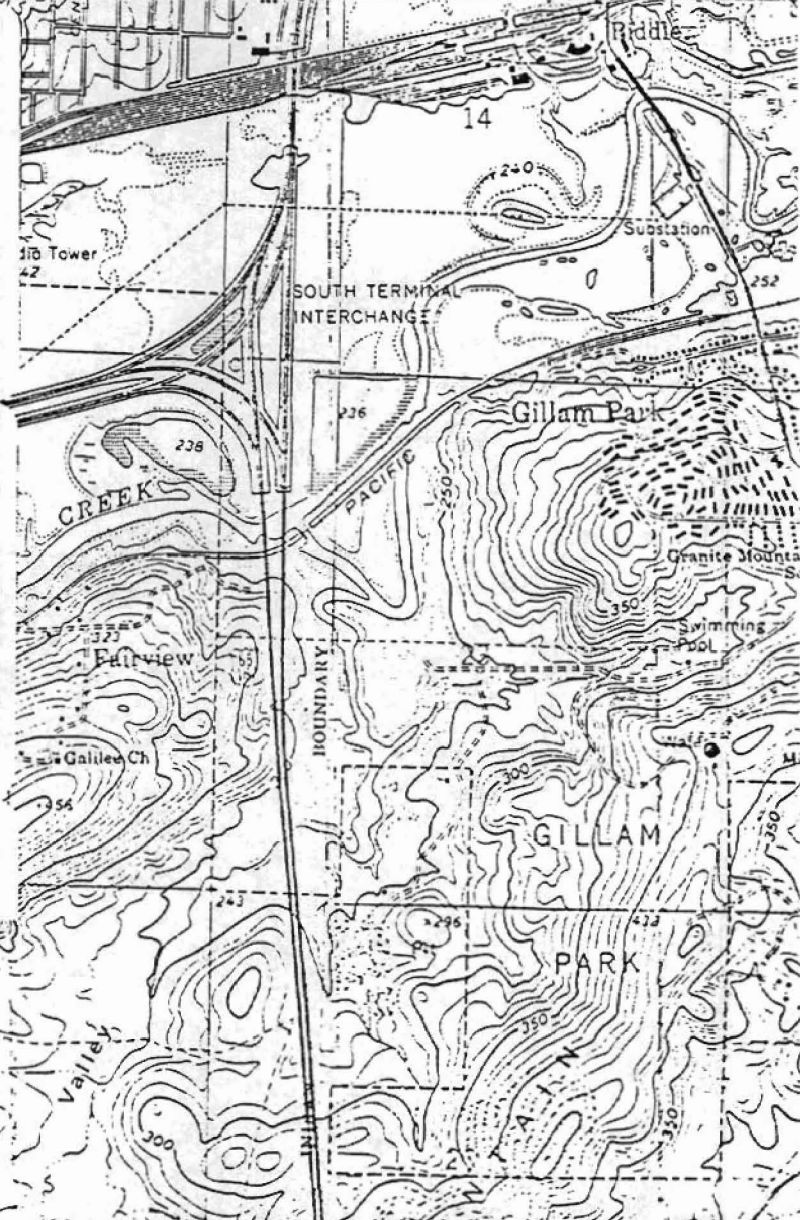 Riddle
14
240
Substation
dio Tower
42
252
SOUTH TERMINAL
INTERCHANGE
236
Gillam Park
238
CREEK
PACIFIC
250
Granite Mounta
350
Swimming
Pool
323
Fairview
BOUNDARY
Galilee Ch
456
300
350
GILLAM
243
296
433
PARK
350
Valley
300
350
N T A I N